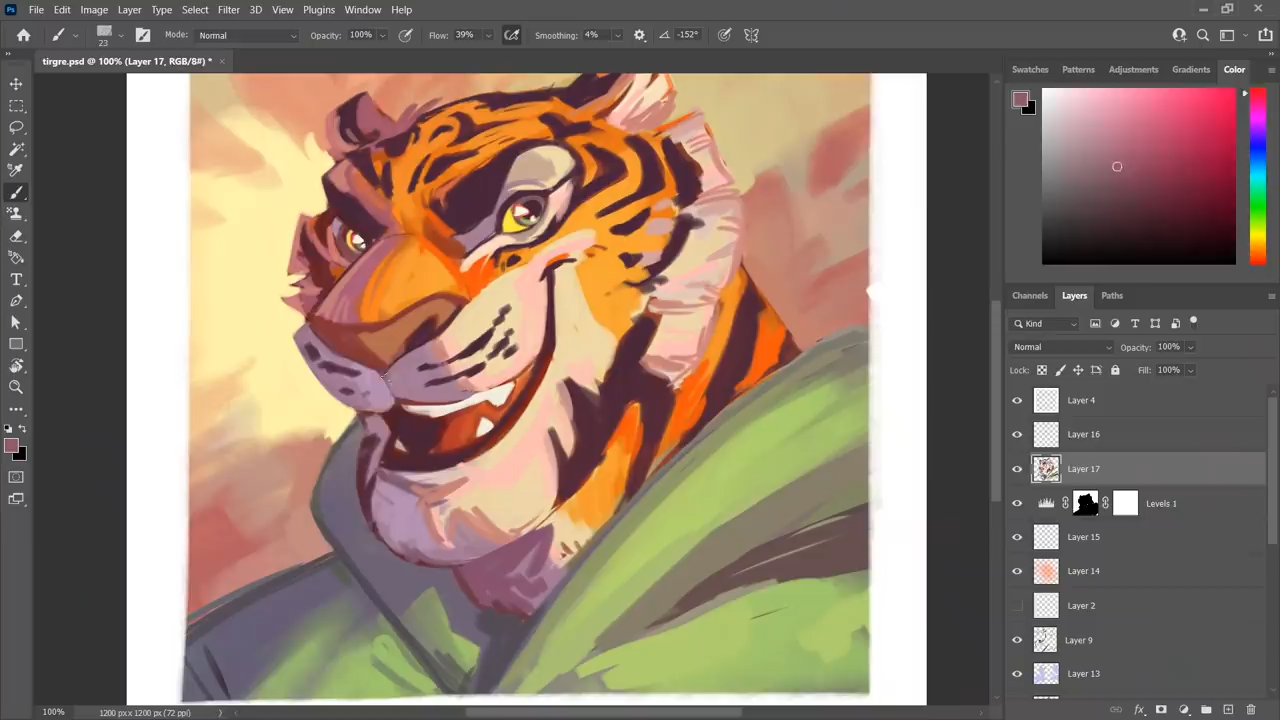 Ps File Edit Image Layer Type Select Filter 3D View Plugins Window Help
23 Mode: Normal Opacity: 100% Flow: 39% Smoothing: 4% -152°
tirgre.psd @ 100% (Layer 17, RGB/8#) * ×
Swatches Patterns Adjustments Gradients Color
Channels Layers Paths
Kind
Normal Opacity: 100%
Lock: Fill: 100%
Layer 4
Layer 16
Layer 17
Levels 1
Layer 15
Layer 14
Layer 2
Layer 9
Layer 13
100% 1200 px x 1200 px (72 ppi)